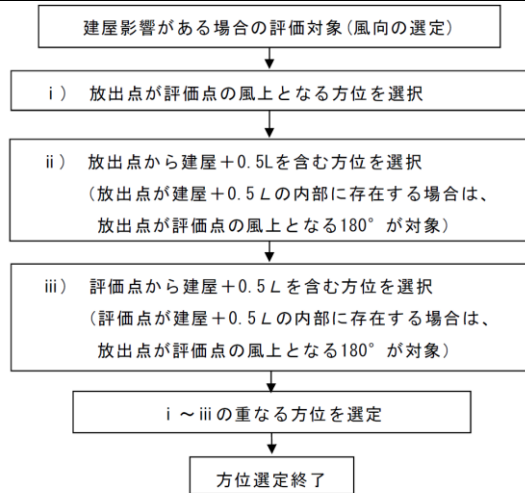 建屋影響がある場合の評価対象(風向の選定)
ⅰ) 放出点が評価点の風上となる方位を選択
ⅱ) 放出点から建屋+0.5Lを含む方位を選択
(放出点が建屋+0.5Lの内部に存在する場合は、
放出点が評価点の風上となる180°が対象)
ⅲ) 評価点から建屋+0.5Lを含む方位を選択
(評価点が建屋+0.5Lの内部に存在する場合は、
放出点が評価点の風上となる180°が対象)
ⅰ~ⅲの重なる方位を選定
方位選定終了